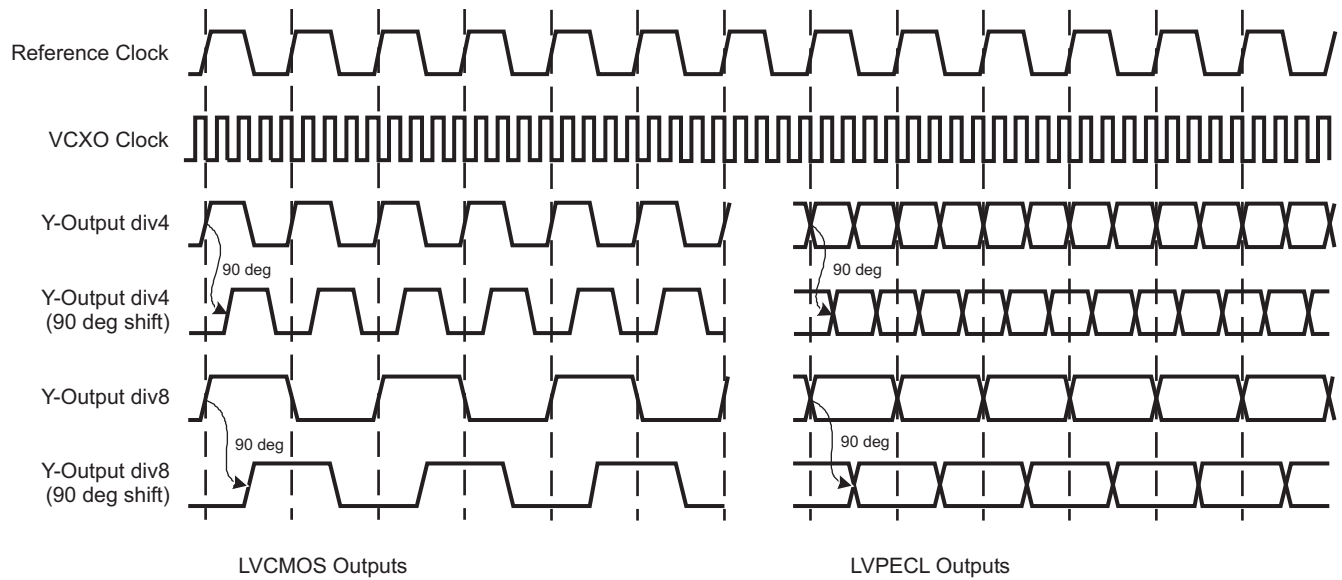 Reference Clock
VCXO Clock
Y-Output div4
90 deg
90 deg
Y-Output div4
(90 deg shift)
Y-Output div8
90 deg
90 deg
Y-Output div8
(90 deg shift)
LVCMOS Outputs
LVPECL Outputs